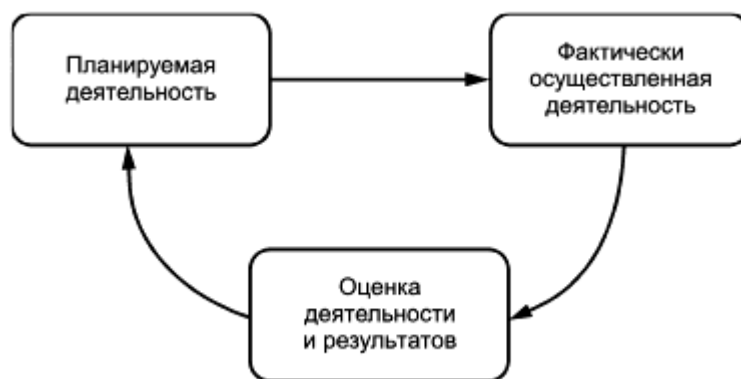 Планируемая
деятельность
Фактически
осуществленная
деятельность
Оценка
деятельности
и результатов